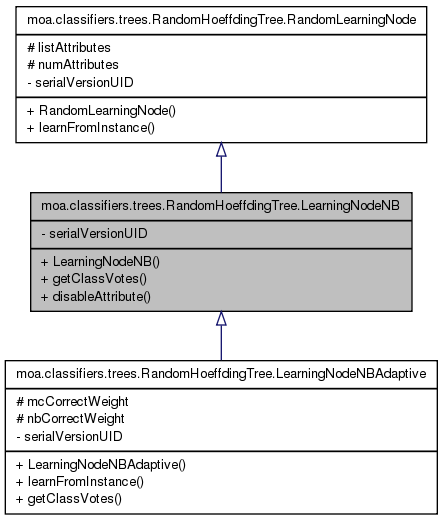 moa.classifiers.trees.RandomHoeffdingTree.RandomLearningNode
# listAttributes
# numAttributes
- serialVersionUID
+ RandomLearningNode()
+ learnFromInstance()
moa.classifiers.trees.RandomHoeffdingTree.LearningNodeNB
- serialVersionUID
+ LearningNodeNB()
+ getClassVotes()
+ disableAttribute()
moa.classifiers.trees.RandomHoeffdingTree.LearningNodeNBAdaptive
# mcCorrectWeight
# nbCorrectWeight
- serialVersionUID
+ LearningNodeNBAdaptive()
+ learnFromInstance()
+ getClassVotes()